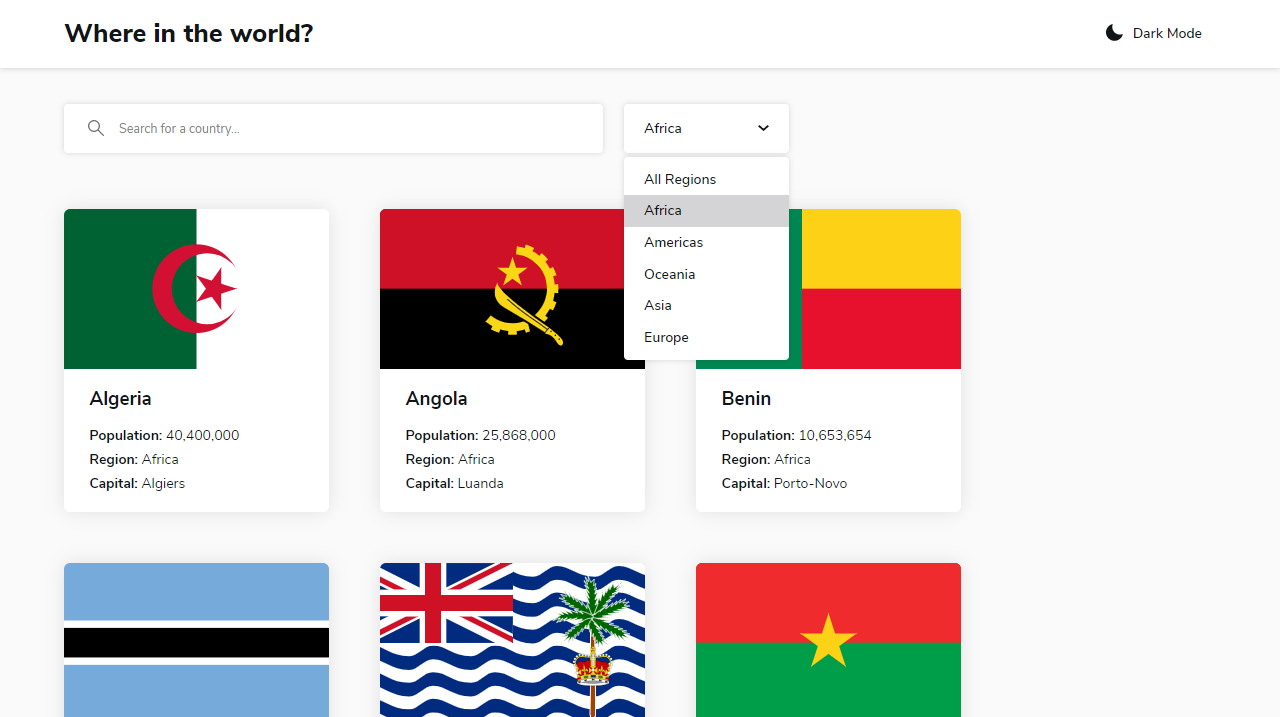 Where in the world?
Dark Mode
Search for a country...
Africa
All Regions
Africa
Americas
Oceania
Asia
Europe
Algeria
Population: 40,400,000
Region: Africa
Capital: Algiers
Angola
Population: 25,868,000
Region: Africa
Capital: Luanda
Benin
Population: 10,653,654
Region: Africa
Capital: Porto-Novo